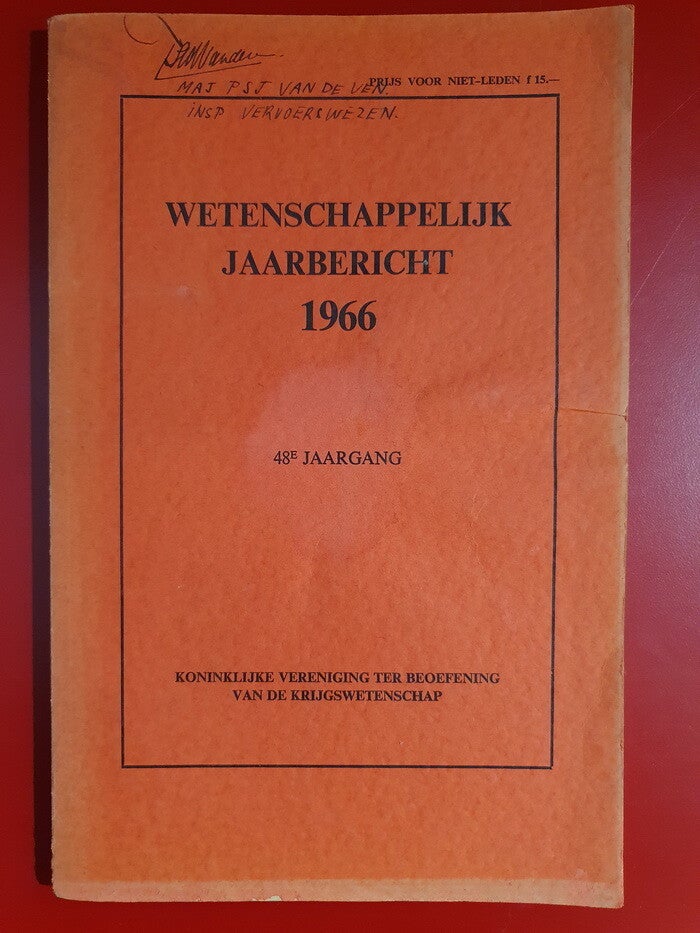 MAJ PSJ VAN DE VEN.
PRIJS VOOR NIET-LEDEN f 15.—
INSP VERVOERSWEZEN.
WETENSCHAPPELIJK
JAARBERICHT
1966
48E JAARGANG
KONINKLIJKE VERENIGING TER BEOEFENING
VAN DE KRIJGSWETENSCHAP